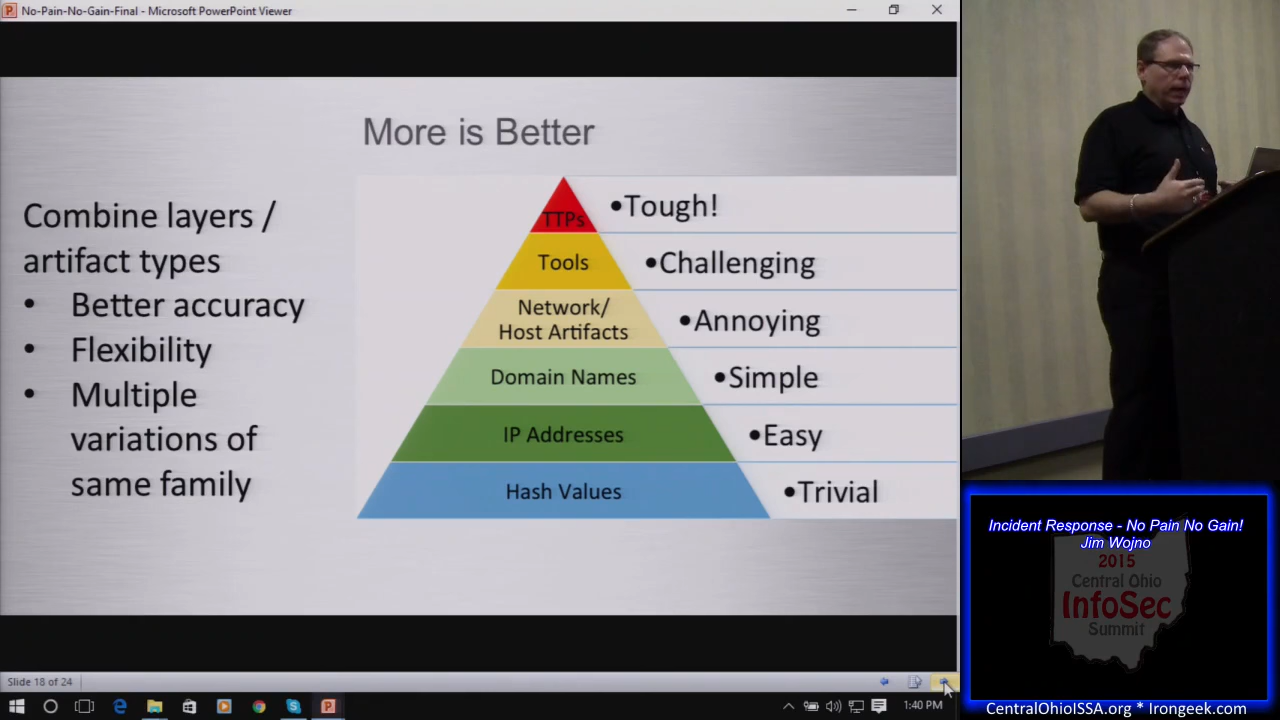 No-Pain-No-Gain-Final - Microsoft PowerPoint Viewer
More is Better
Combine layers /
artifact types
• Better accuracy
• Flexibility
• Multiple
variations of
same family
TTPs
•Tough!
Tools
•Challenging
Network/
Host Artifacts
•Annoying
Domain Names
•Simple
IP Addresses
•Easy
Hash Values
•Trivial
Slide 18 of 24
1:40 PM
Incident Response - No Pain No Gain!
Jim Wojno
2015
Central Ohio
InfoSec
Summit
CentralOhioISSA.org * Irongeek.com